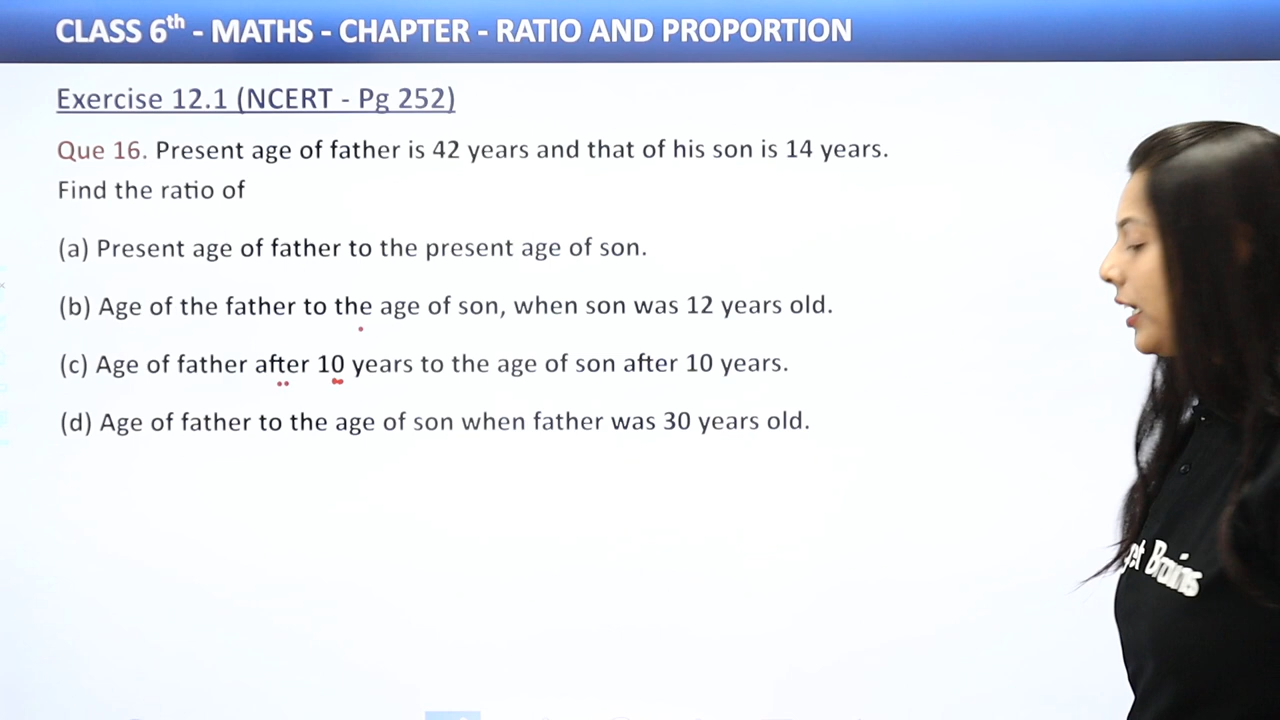 CLASS 6th - MATHS - CHAPTER - RATIO AND PROPORTION
Exercise 12.1 (NCERT - Pg 252)
Que 16. Present age of father is 42 years and that of his son is 14 years.
Find the ratio of
(a) Present age of father to the present age of son.
(b) Age of the father to the age of son, when son was 12 years old.
(c) Age of father after 10 years to the age of son after 10 years.
(d) Age of father to the age of son when father was 30 years old.
Brains